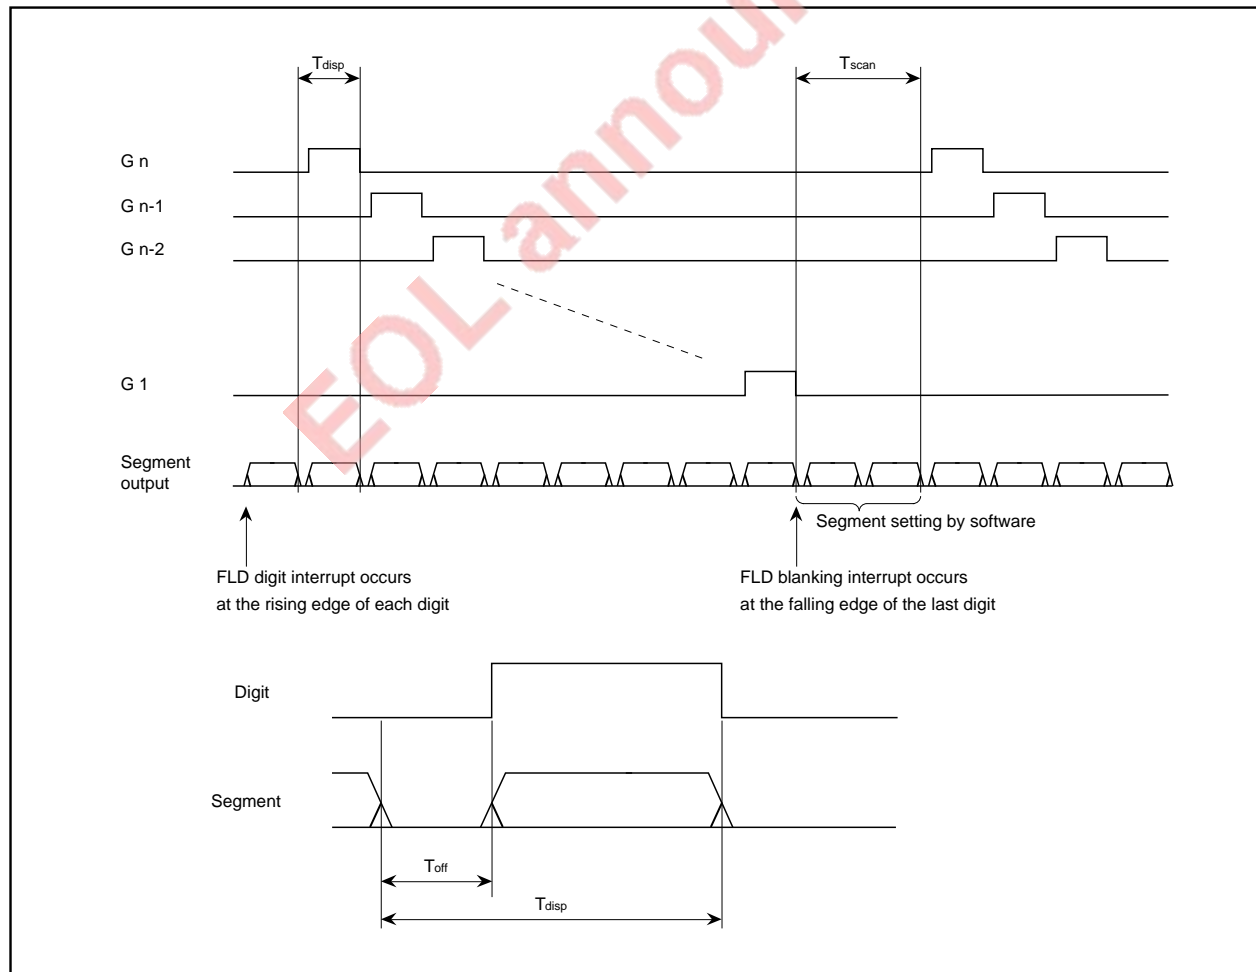 Tdisp
Tscan
G n
G n-1
G n-2
G 1
Segment
output
Segment setting by software
FLD digit interrupt occurs
at the rising edge of each digit
FLD blanking interrupt occurs
at the falling edge of the last digit
Digit
Segment
Toff
Tdisp
EOL